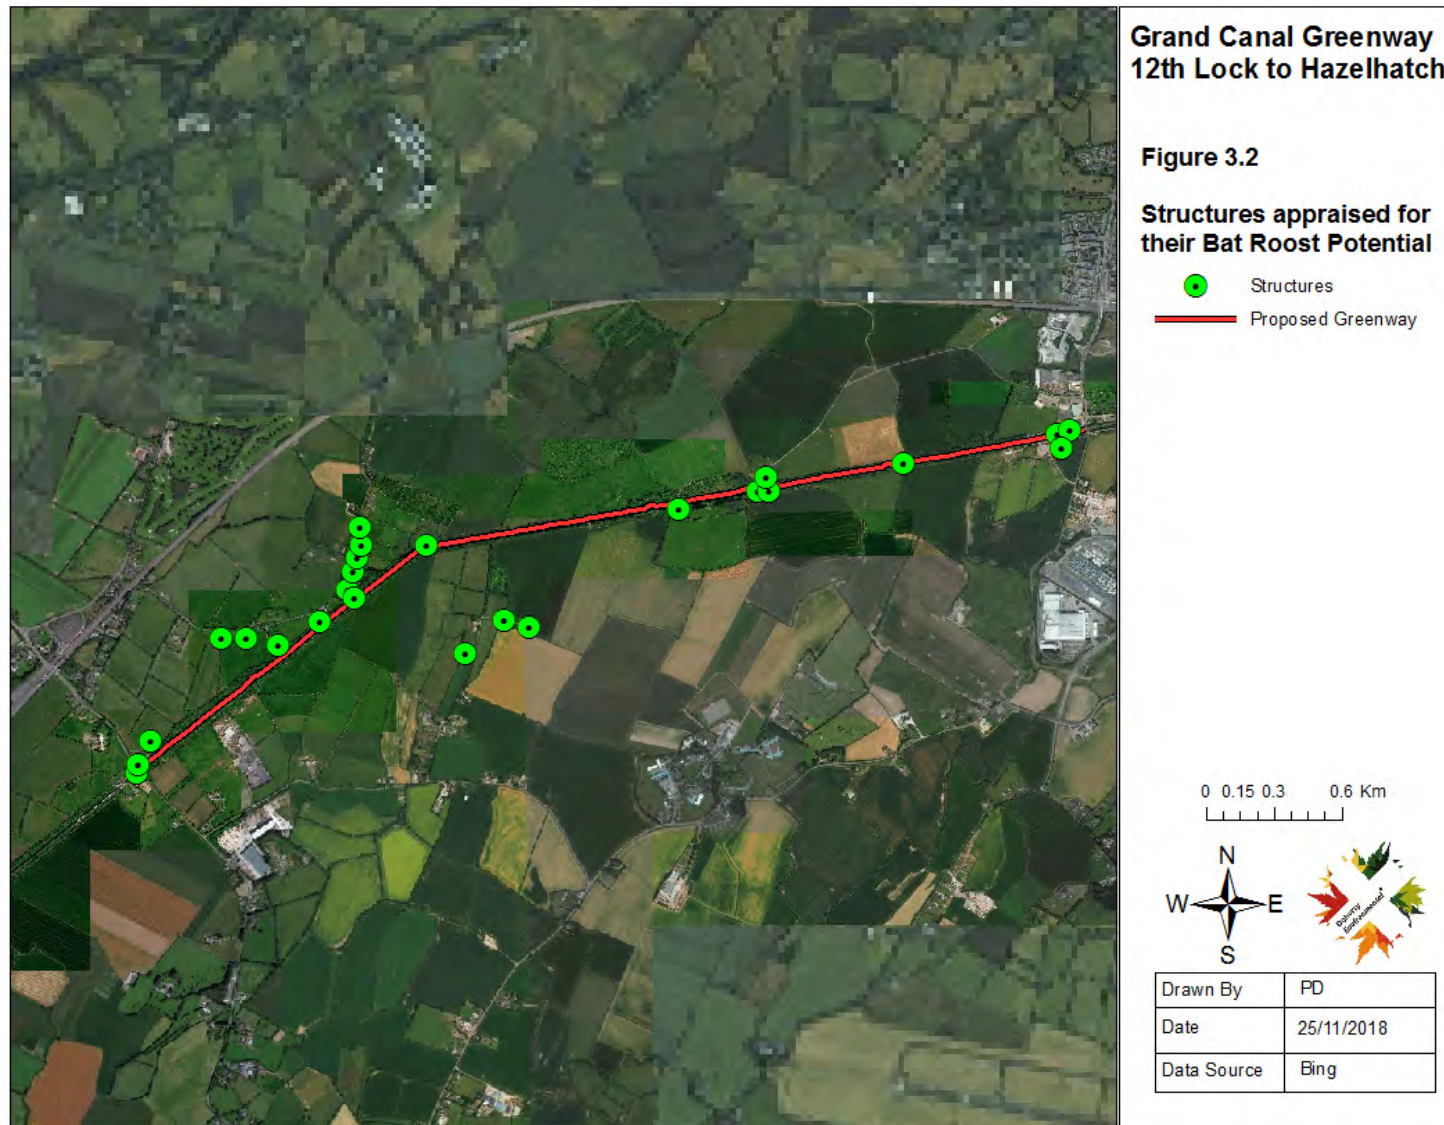 Grand Canal Greenway
12th Lock to Hazelhatch
Figure 3.2
Structures appraised for
their Bat Roost Potential
Structures
Proposed Greenway
0 0.15 0.3 0.6 Km
N
W E
S
Doherty
Environmental
Drawn By PD
Date 25/11/2018
Data Source Bing